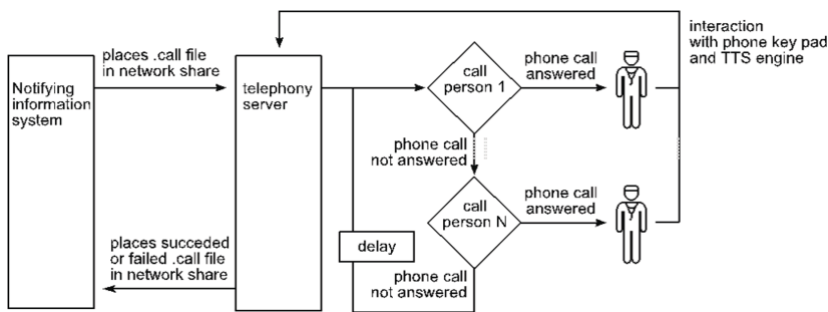 interaction
with phone key pad
and TTS engine
places .call file
in network share
Notifying
information
system
telephony
server
call
person 1
phone call
answered
phone call
not answered
call
person N
phone call
answered
delay
phone call
not answered
places succeded
or failed .call file
in network share